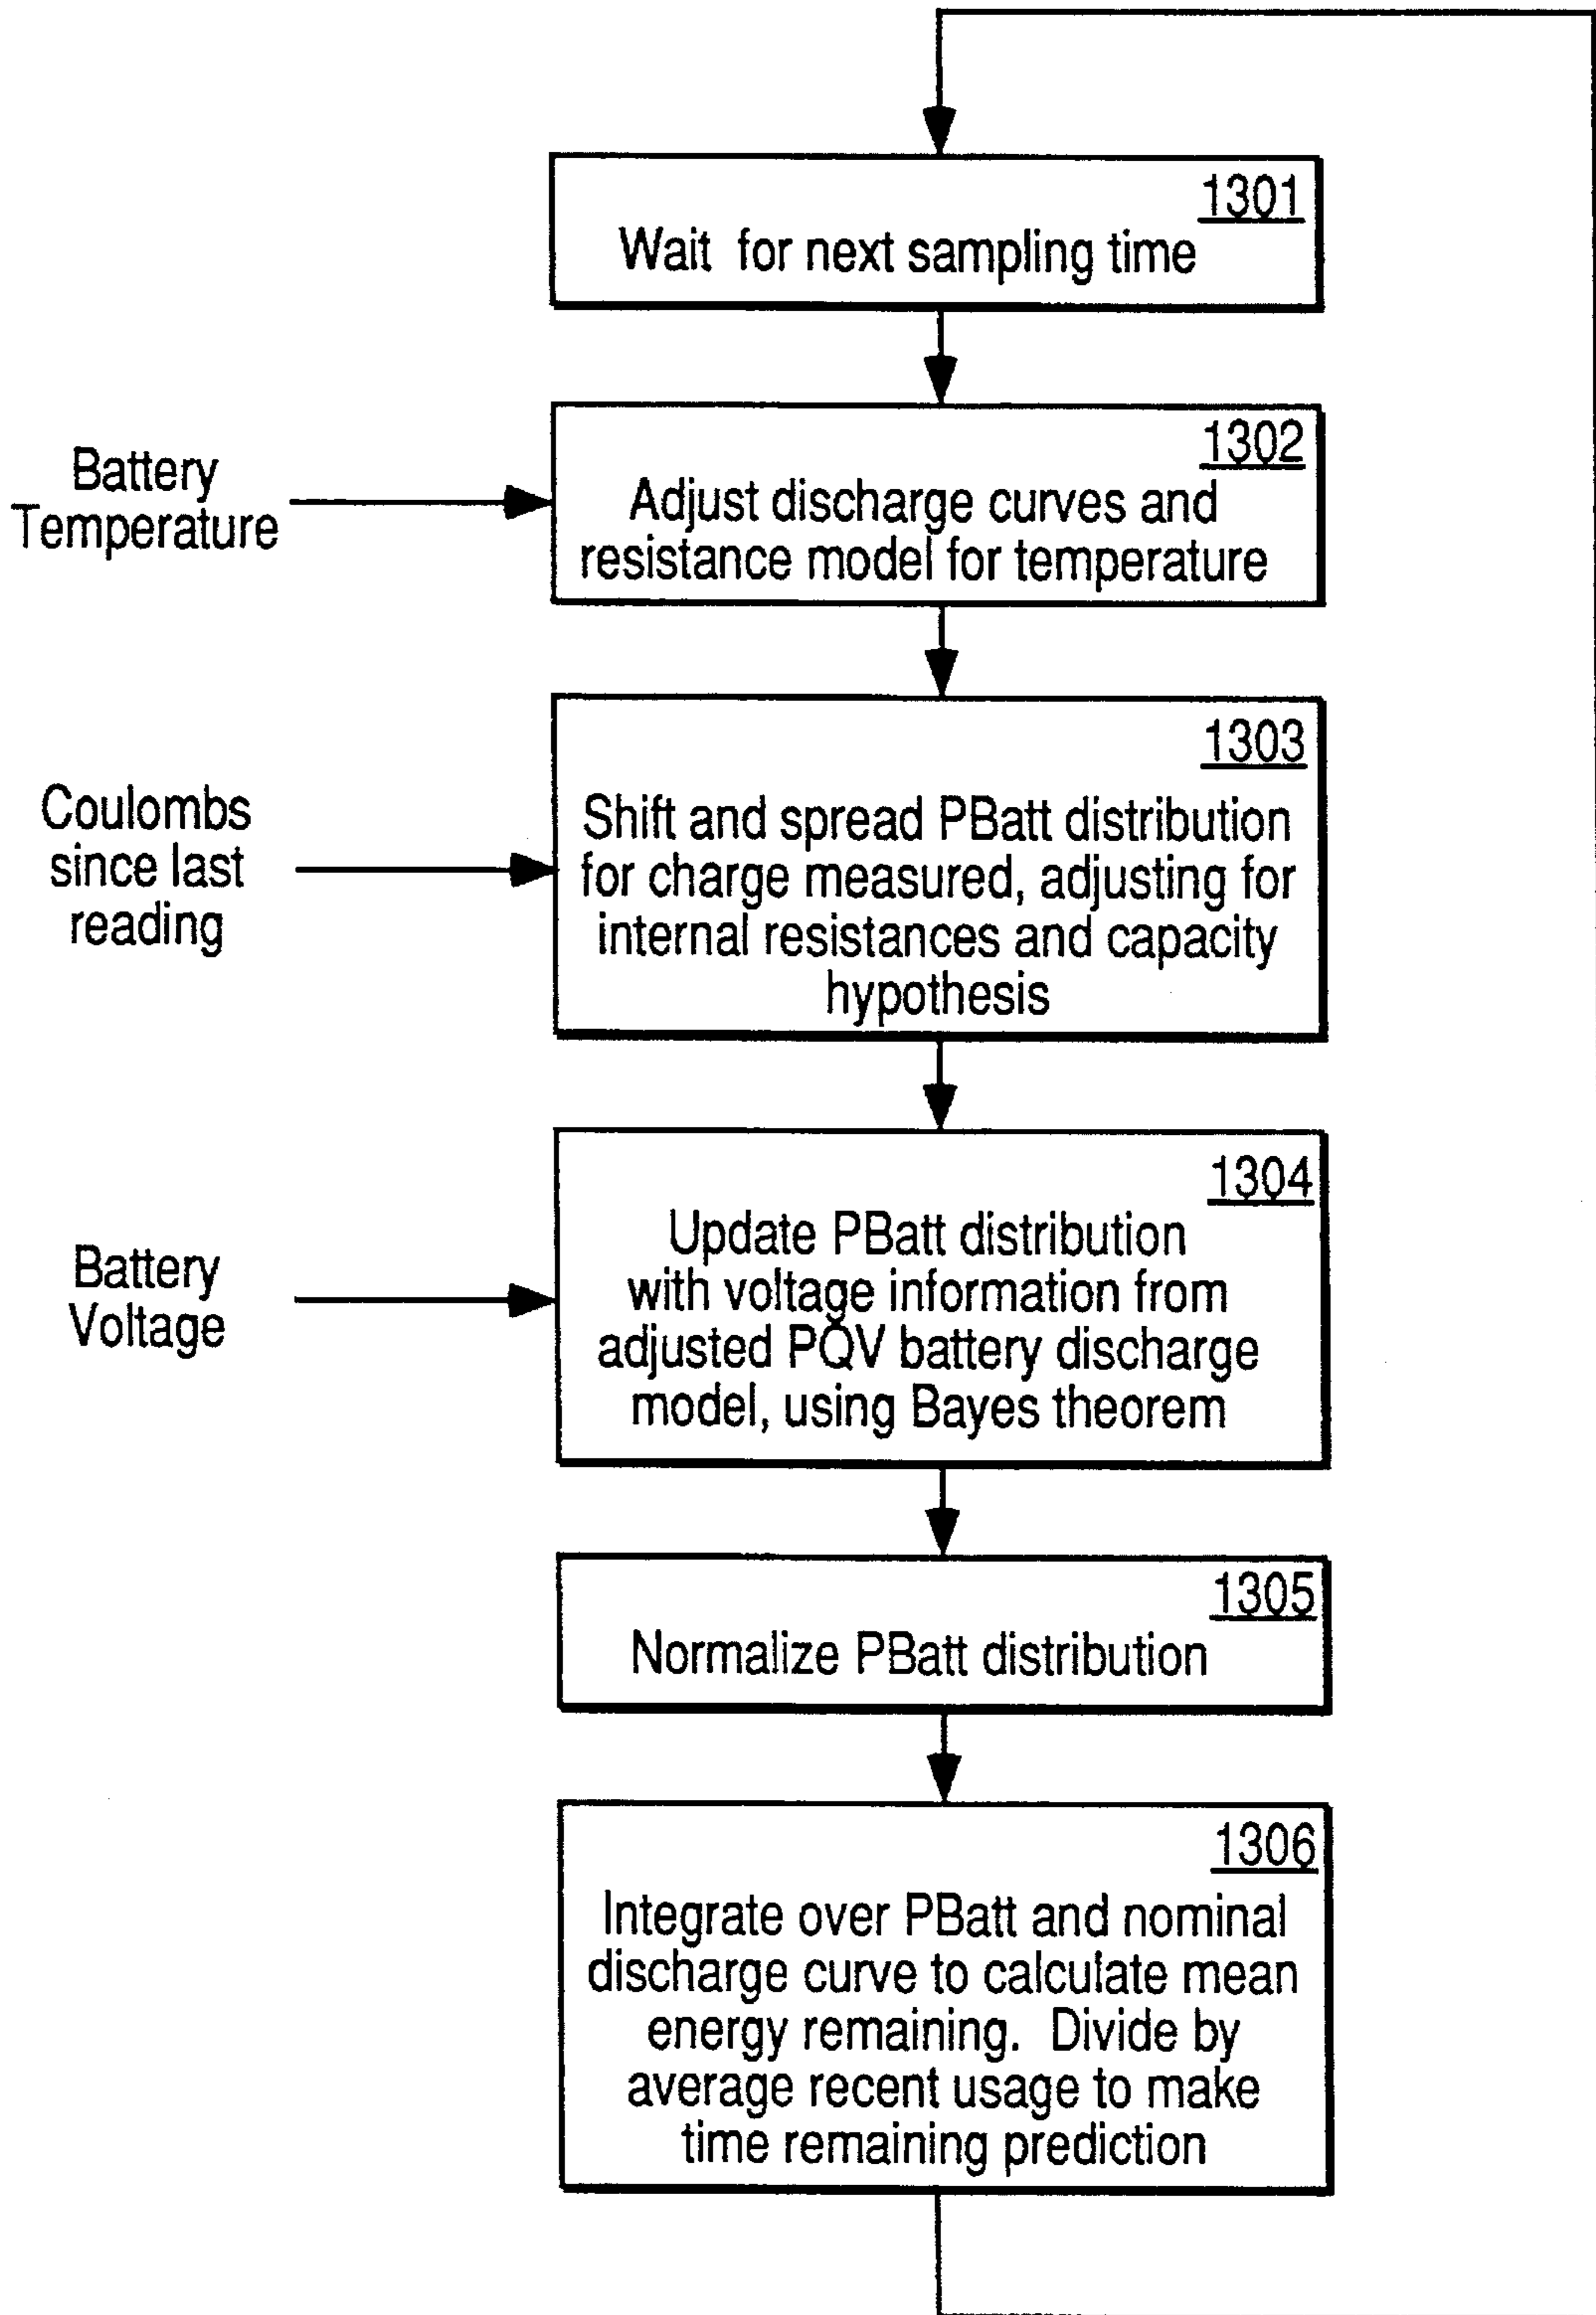 1301
Wait for next sampling time
Battery
Temperature
1302
Adjust discharge curves and
resistance model for temperature
Coulombs
since last
reading
1303
Shift and spread PBatt distribution
for charge measured, adjusting for
internal resistances and capacity
hypothesis
Battery
Voltage
1304
Update PBatt distribution
with voltage information from
adjusted PQV battery discharge
model, using Bayes theorem
1305
Normalize PBatt distribution
1306
Integrate over PBatt and nominal
discharge curve to calculate mean
energy remaining. Divide by
average recent usage to make
time remaining prediction